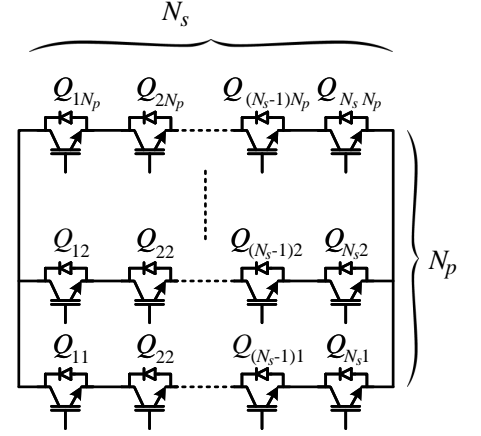 N_s
Q_{1N_p} Q_{2N_p} Q_{(N_s-1)N_p} Q_{N_s N_p}
Q_{12} Q_{22} Q_{(N_s-1)2} Q_{N_s2} N_p
Q_{11} Q_{22} Q_{(N_s-1)1} Q_{N_s1}